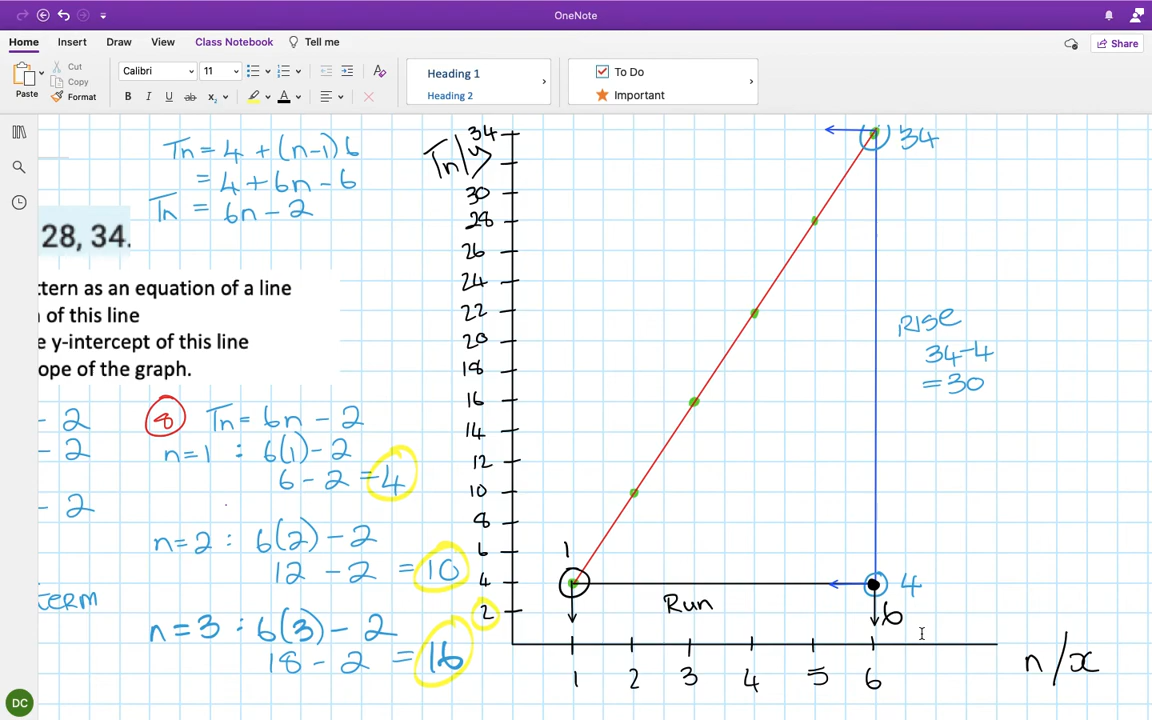 OneNote
Home Insert Draw View Class Notebook Tell me
Share
Paste
Cut
Copy
Format
Calibri 11
B I U ab x₂ A
Heading 1
Heading 2
To Do
Important
Tn = 4 + (n-1)6
= 4 + 6n - 6
Tn = 6n - 2
28, 34.
ttern as an equation of a line
of this line
e y-intercept of this line
ope of the graph.
- 2
- 2
- 2
TERM
8 Tn = 6n - 2
n=1 : 6(1) - 2
6 - 2 = 4
n=2 : 6(2) - 2
12 - 2 = 10
n=3 : 6(3) - 2
18 - 2 = 16
Tn/y
34
30
28
26
24
22
20
18
16
14
12
10
8
6
4
2
34
Rise
34-4
= 30
1
4
Run
6
1 2 3 4 5 6
n/x
DC